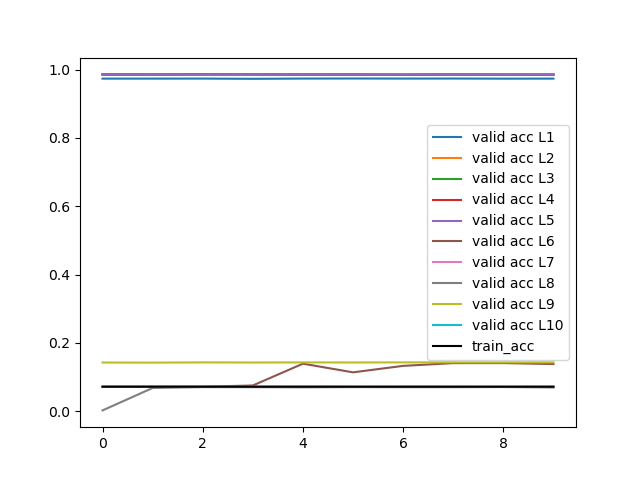 1.0
0.8
0.6
0.4
0.2
0.0
0
2
4
6
8
valid acc L1
valid acc L2
valid acc L3
valid acc L4
valid acc L5
valid acc L6
valid acc L7
valid acc L8
valid acc L9
valid acc L10
train_acc